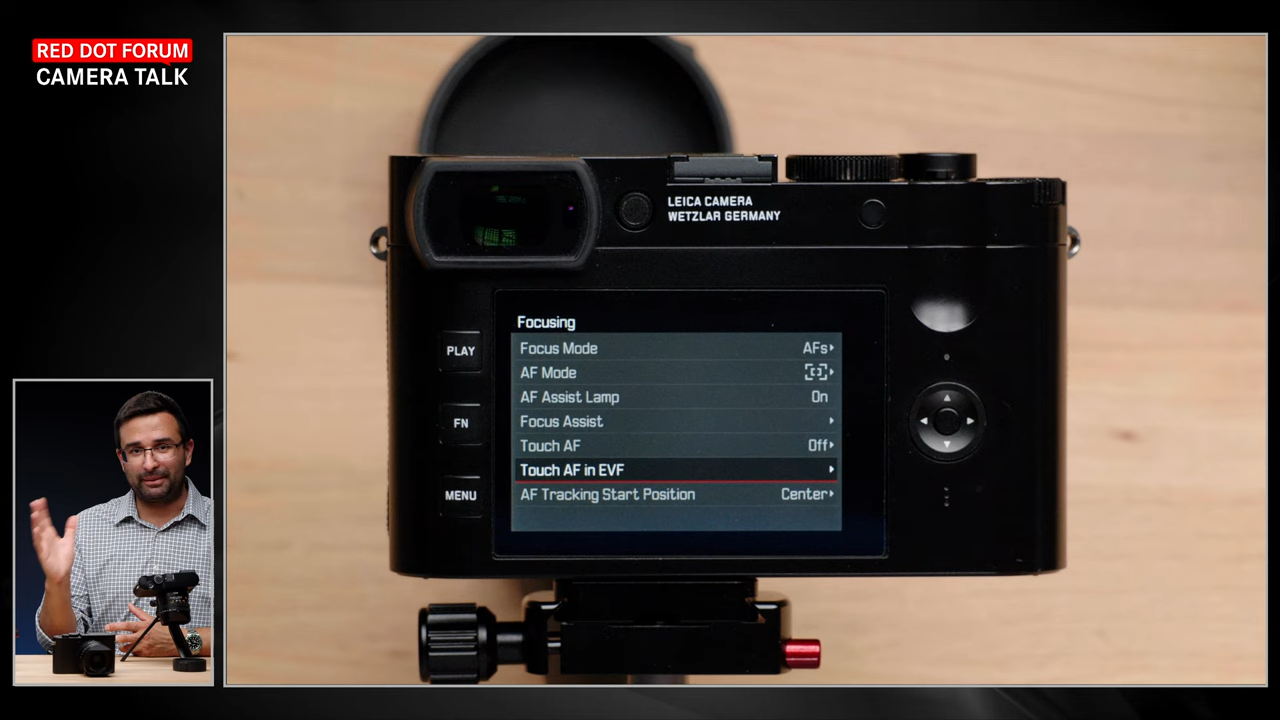 RED DOT FORUM
CAMERA TALK
LEICA CAMERA
WETZLAR GERMANY
PLAY
FN
MENU
Focusing
Focus Mode AFs
AF Mode
AF Assist Lamp On
Focus Assist
Touch AF Off
Touch AF in EVF
AF Tracking Start Position Center